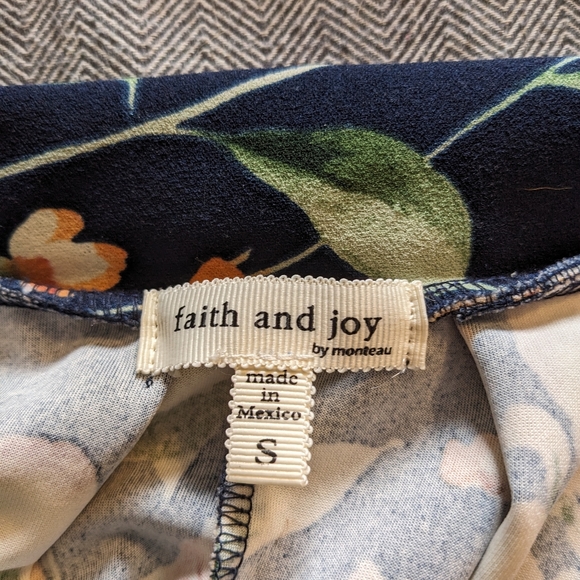 faith and joy
by monteau
made
in
Mexico
S